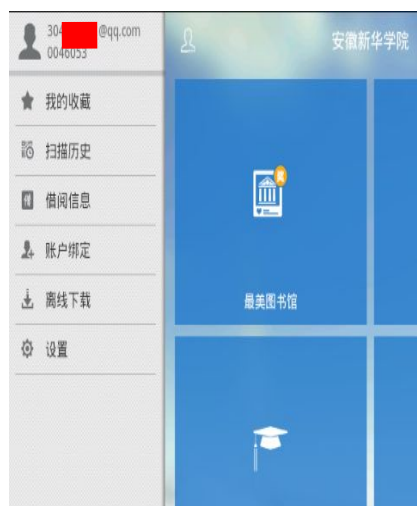 304 @qq.com
0046053
我的收藏
扫描历史
借阅信息
账户绑定
离线下载
设置
安徽新华学院
最美图书馆